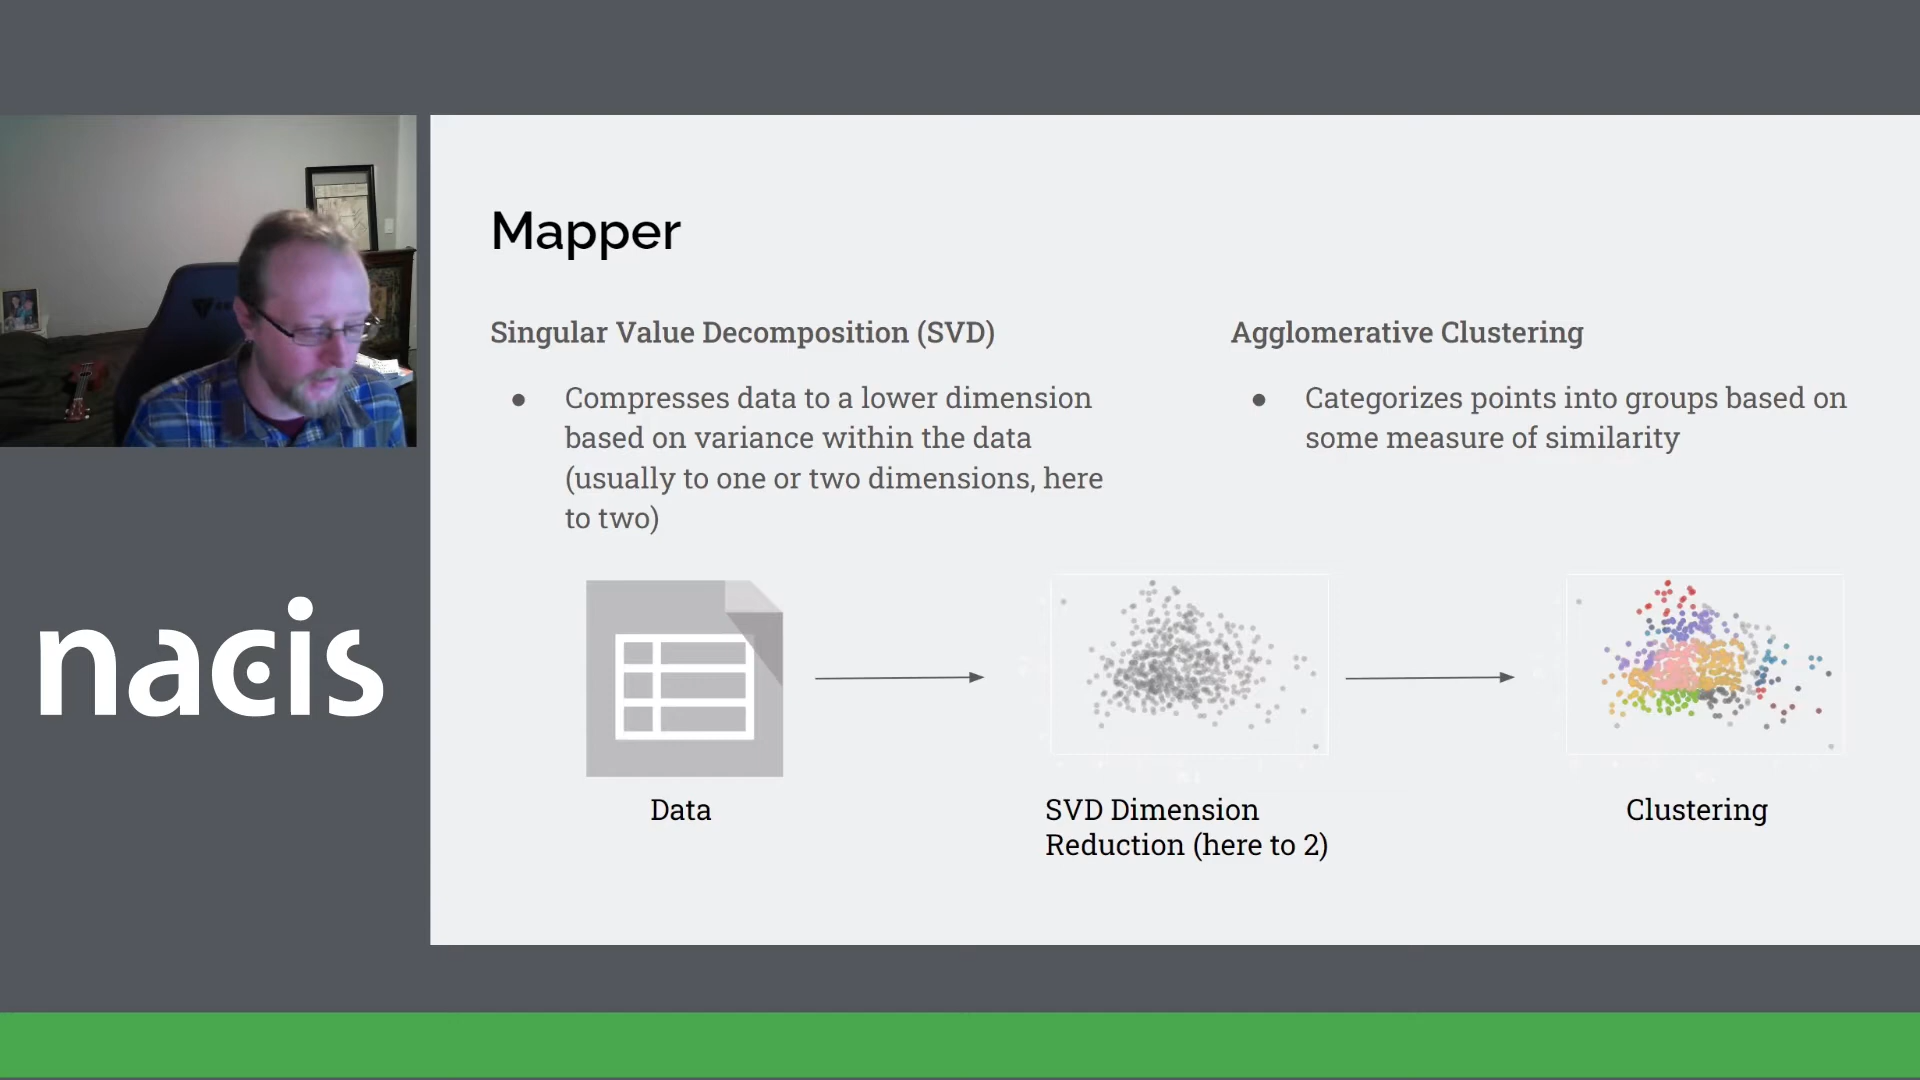 Mapper
Singular Value Decomposition (SVD)
● Compresses data to a lower dimension
based on variance within the data
(usually to one or two dimensions, here
to two)
Agglomerative Clustering
● Categorizes points into groups based on
some measure of similarity
nacis
Data
SVD Dimension
Reduction (here to 2)
Clustering